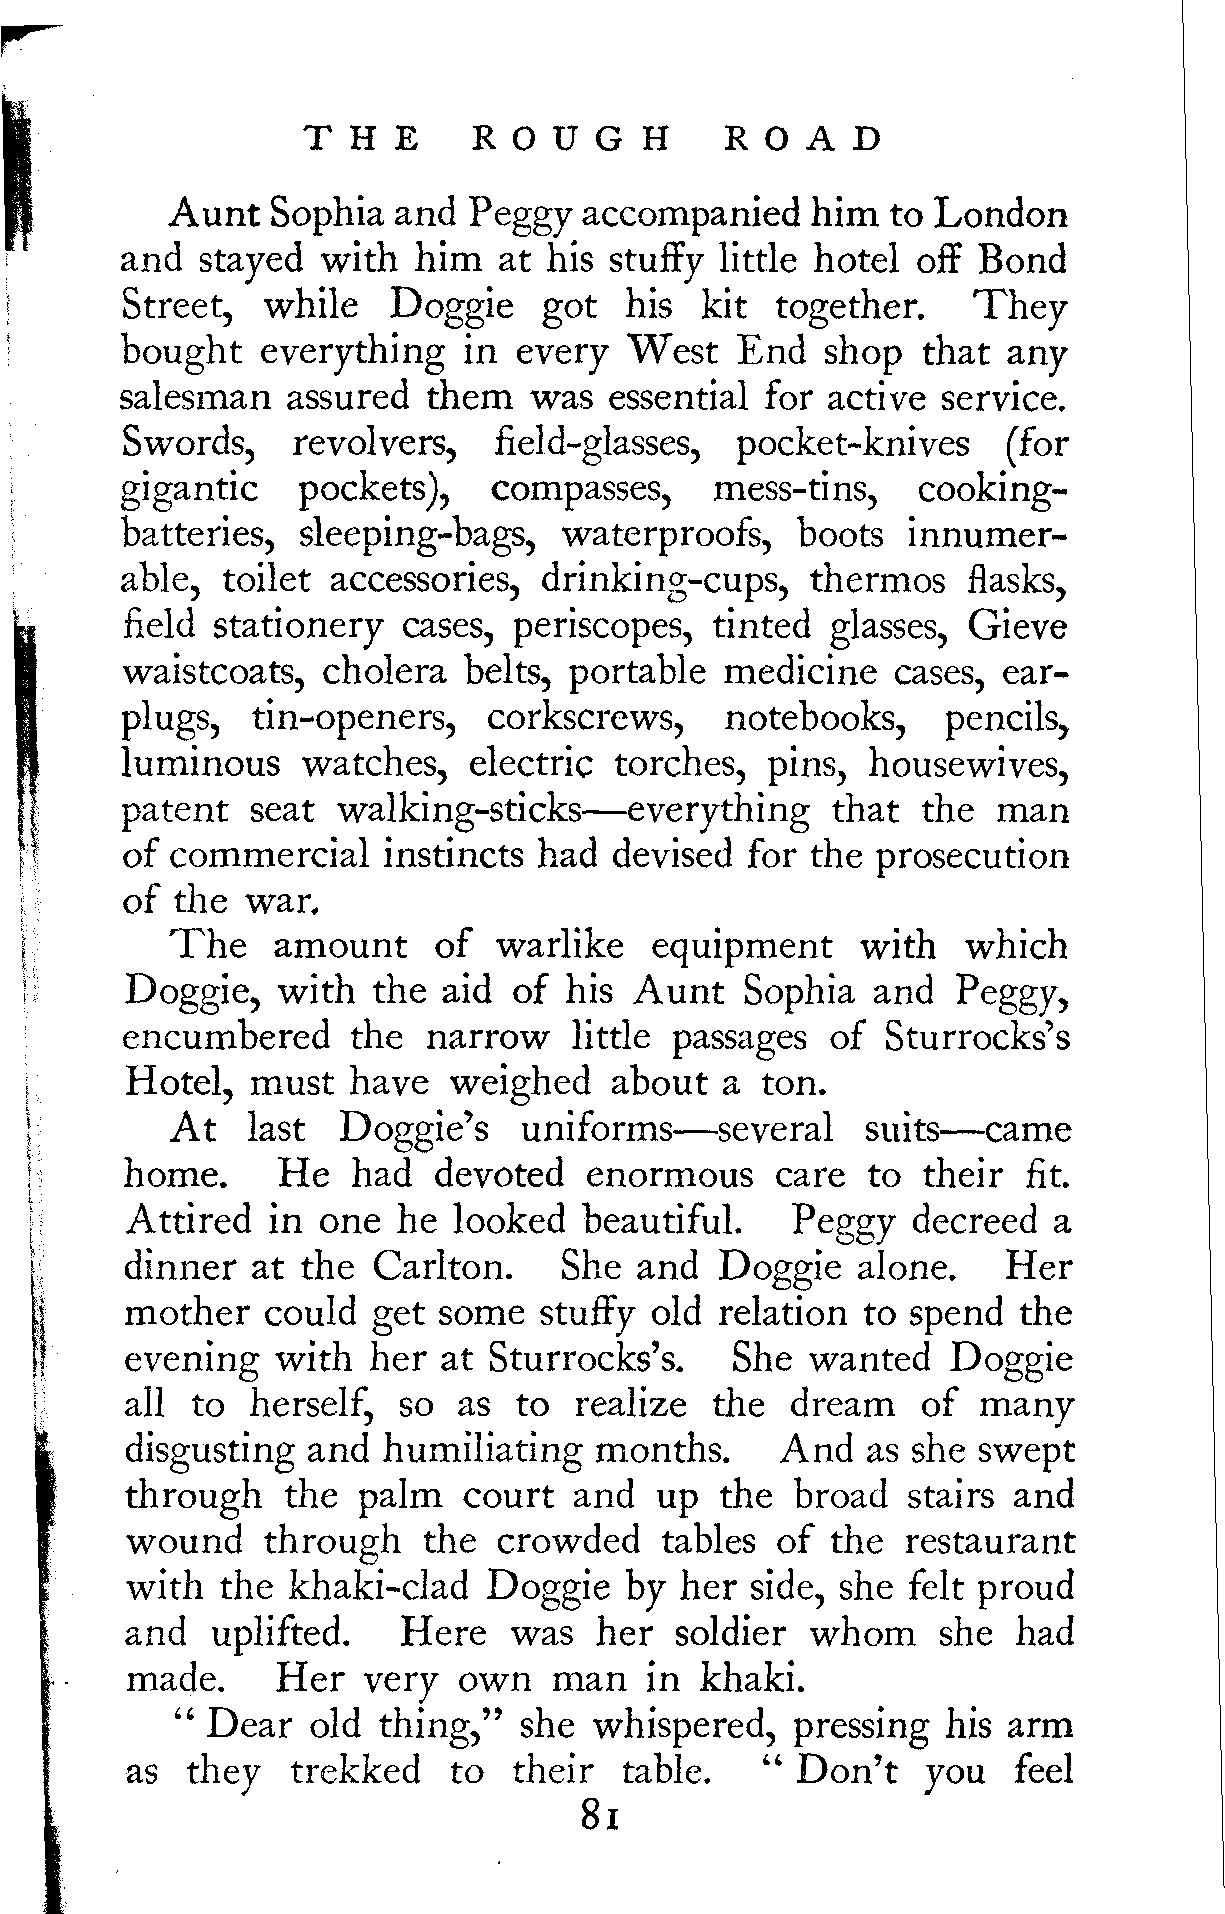 THE ROUGH ROAD
Aunt Sophia and Peggy accompanied him to London
and stayed with him at his stuffy little hotel off Bond
Street, while Doggie got his kit together. They
bought everything in every West End shop that any
salesman assured them was essential for active service.
Swords, revolvers, field-glasses, pocket-knives (for
gigantic pockets), compasses, mess-tins, cooking-
batteries, sleeping-bags, waterproofs, boots innumer-
able, toilet accessories, drinking-cups, thermos flasks,
field stationery cases, periscopes, tinted glasses, Gieve
waistcoats, cholera belts, portable medicine cases, ear-
plugs, tin-openers, corkscrews, notebooks, pencils,
luminous watches, electric torches, pins, housewives,
patent seat walking-sticks—everything that the man
of commercial instincts had devised for the prosecution
of the war.
The amount of warlike equipment with which
Doggie, with the aid of his Aunt Sophia and Peggy,
encumbered the narrow little passages of Sturrocks's
Hotel, must have weighed about a ton.
At last Doggie's uniforms—several suits—came
home. He had devoted enormous care to their fit.
Attired in one he looked beautiful. Peggy decreed a
dinner at the Carlton. She and Doggie alone. Her
mother could get some stuffy old relation to spend the
evening with her at Sturrocks's. She wanted Doggie
all to herself, so as to realize the dream of many
disgusting and humiliating months. And as she swept
through the palm court and up the broad stairs and
wound through the crowded tables of the restaurant
with the khaki-clad Doggie by her side, she felt proud
and uplifted. Here was her soldier whom she had
made. Her very own man in khaki.
“ Dear old thing,” she whispered, pressing his arm
as they trekked to their table. “ Don't you feel
81